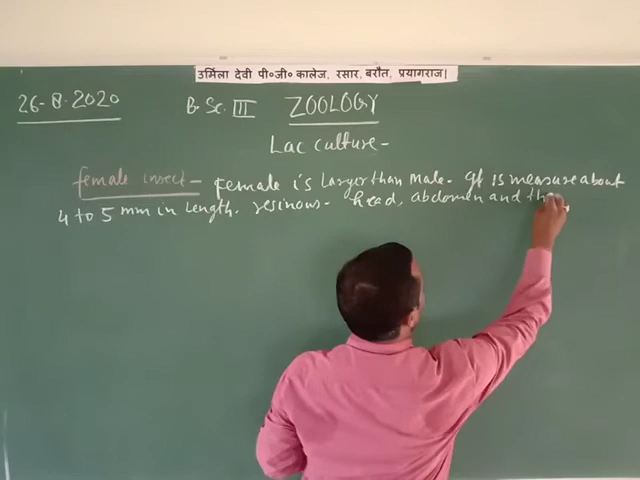 उर्मिला देवी पी०जी० कालेज, रसार, बरौत, प्रयागराज।
26-8-2020 B.Sc. III ZOOLOGY
Lac culture-
female insect- female is larger than male. It is measure about
4 to 5 mm in length. resinous- head, abdomen and th